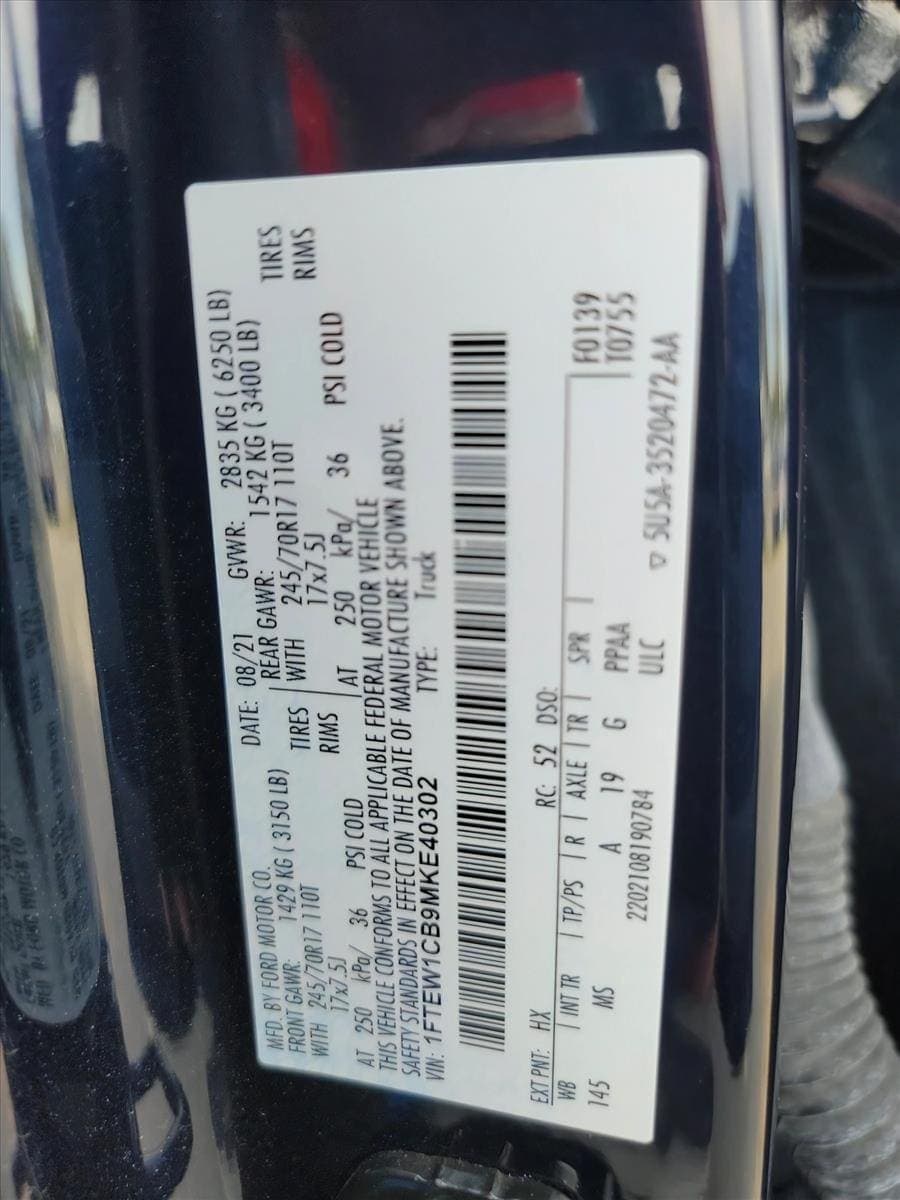 MFD. BY FORD MOTOR CO.
DATE: 08/21 GVWR: 2835 KG ( 6250 LB)
FRONT GAWR: 1429 KG ( 3150 LB) REAR GAWR: 1542 KG ( 3400 LB)
WITH 245/70R17 110T TIRES WITH 245/70R17 110T TIRES
17x7.5J RIMS 17x7.5J RIMS
AT 250 kPa/ 36 PSI COLD AT 250 kPa/ 36 PSI COLD
THIS VEHICLE CONFORMS TO ALL APPLICABLE FEDERAL MOTOR VEHICLE
SAFETY STANDARDS IN EFFECT ON THE DATE OF MANUFACTURE SHOWN ABOVE.
VIN: 1FTEW1CB9MKE40302 TYPE: Truck
EXT PNT: HX RC: 52 DSO:
WB INT TR TP/PS R AXLE TR SPR F0139
145 MS A 19 G PPAA T0755
2202108190784 ULC ▽ 5U5A-3520472-AA